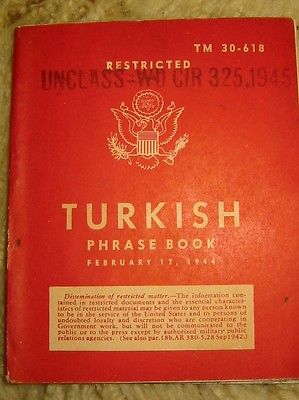 TM 30-618
RESTRICTED
UNCLASS-WD CIR 325,1945
TURKISH
PHRASE BOOK
FEBRUARY 17, 1944
Dissemination of restricted matter.—The information con-
tained in restricted documents and the essential character-
istics of restricted material may be given to any person known
to be in the service of the United States and to persons of
undoubted loyalty and discretion who are cooperating in
Government work, but will not be communicated to the
public or to the press except by authorized military public
relations agencies. (See also par.18b,AR 380-5,28 Sep1942.)